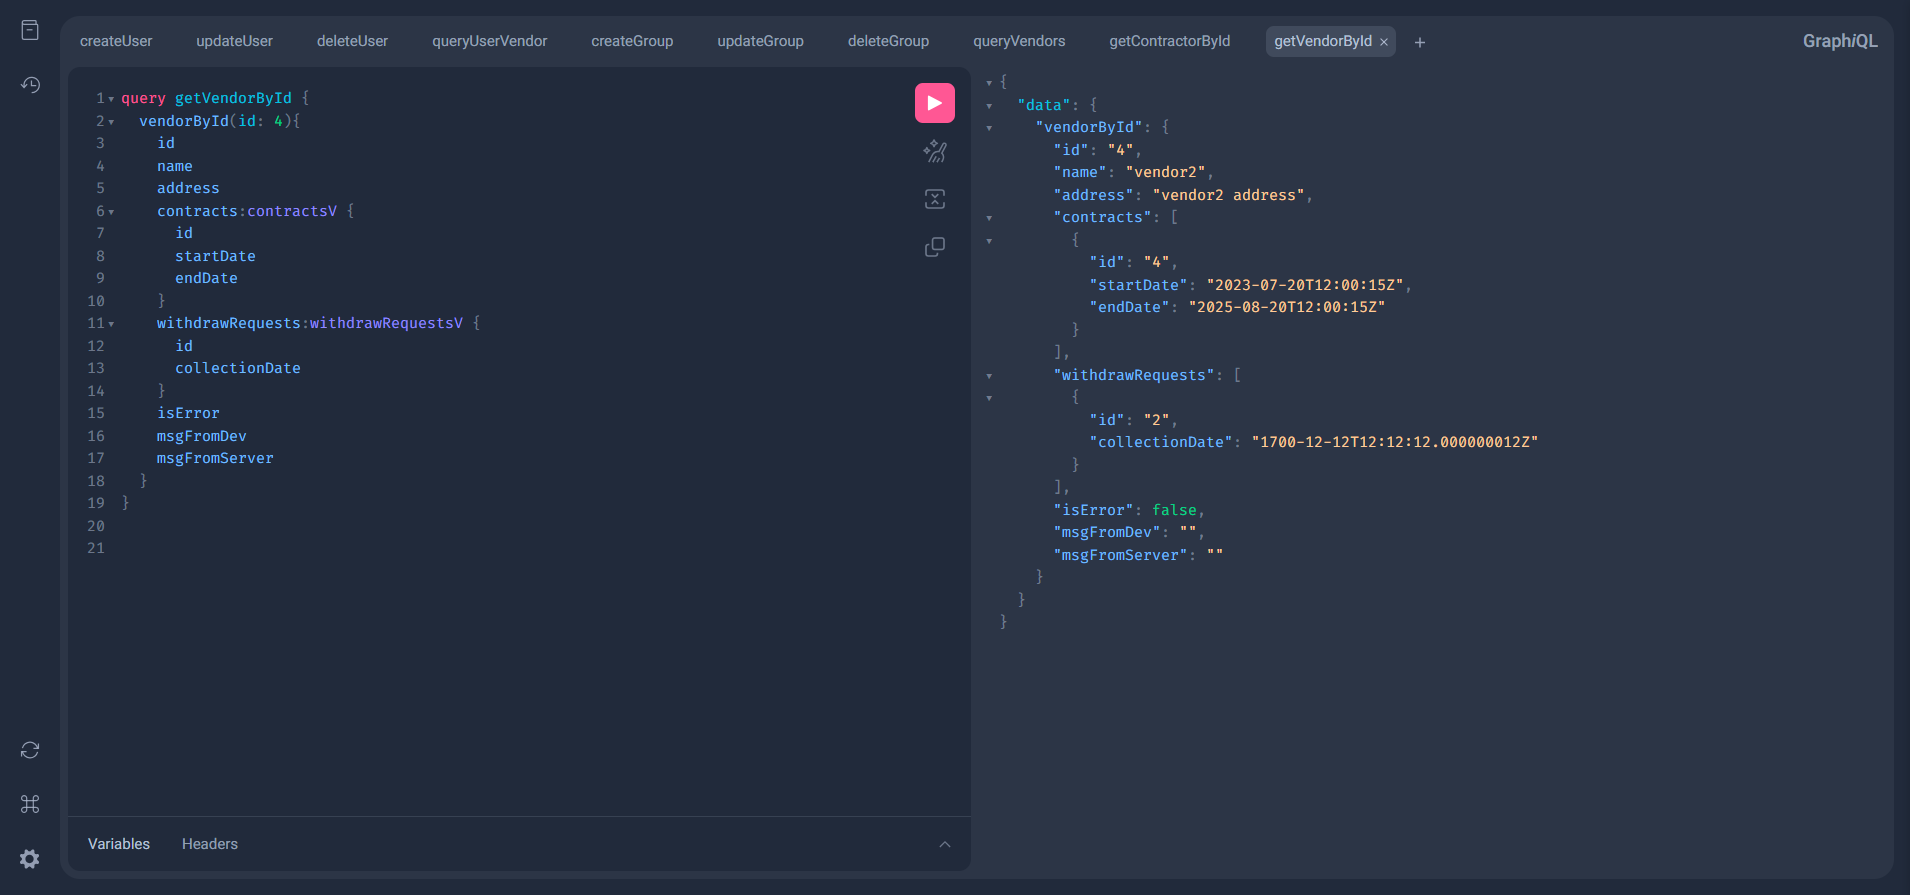 createUser updateUser deleteUser queryUserVendor createGroup updateGroup deleteGroup queryVendors getContractorById getVendorById × + GraphiQL
1 query getVendorById {
2 vendorById(id: 4){
3 id
4 name
5 address
6 contracts:contractsV {
7 id
8 startDate
9 endDate
10 }
11 withdrawRequests:withdrawRequestsV {
12 id
13 collectionDate
14 }
15 isError
16 msgFromDev
17 msgFromServer
18 }
19 }
20
21
Variables Headers
{
"data": {
"vendorById": {
"id": "4",
"name": "vendor2",
"address": "vendor2 address",
"contracts": [
{
"id": "4",
"startDate": "2023-07-20T12:00:15Z",
"endDate": "2025-08-20T12:00:15Z"
}
],
"withdrawRequests": [
{
"id": "2",
"collectionDate": "1700-12-12T12:12:12.000000012Z"
}
],
"isError": false,
"msgFromDev": "",
"msgFromServer": ""
}
}
}